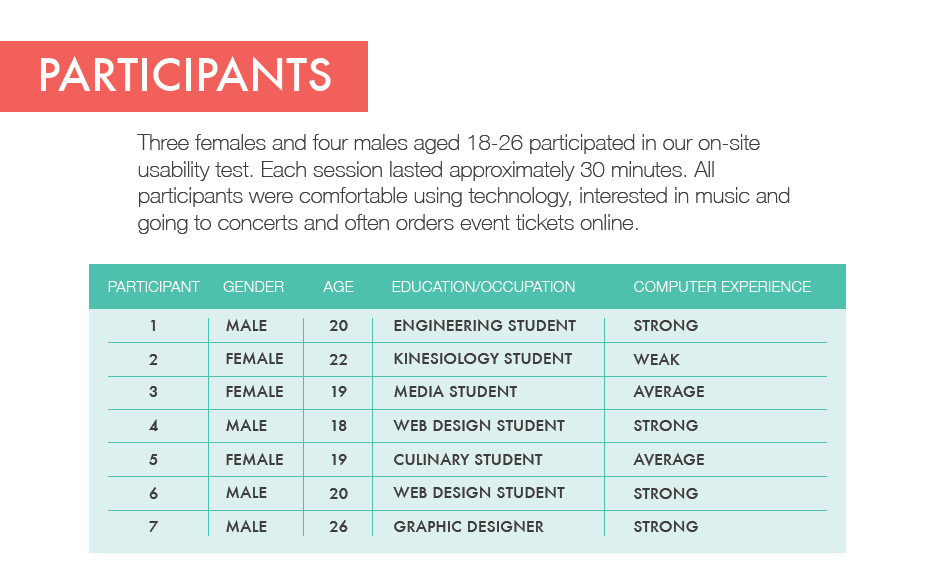 PARTICIPANTS
Three females and four males aged 18-26 participated in our on-site
usability test. Each session lasted approximately 30 minutes. All
participants were comfortable using technology, interested in music and
going to concerts and often orders event tickets online.
PARTICIPANT GENDER AGE EDUCATION/OCCUPATION COMPUTER EXPERIENCE
1 MALE 20 ENGINEERING STUDENT STRONG
2 FEMALE 22 KINESIOLOGY STUDENT WEAK
3 FEMALE 19 MEDIA STUDENT AVERAGE
4 MALE 18 WEB DESIGN STUDENT STRONG
5 FEMALE 19 CULINARY STUDENT AVERAGE
6 MALE 20 WEB DESIGN STUDENT STRONG
7 MALE 26 GRAPHIC DESIGNER STRONG